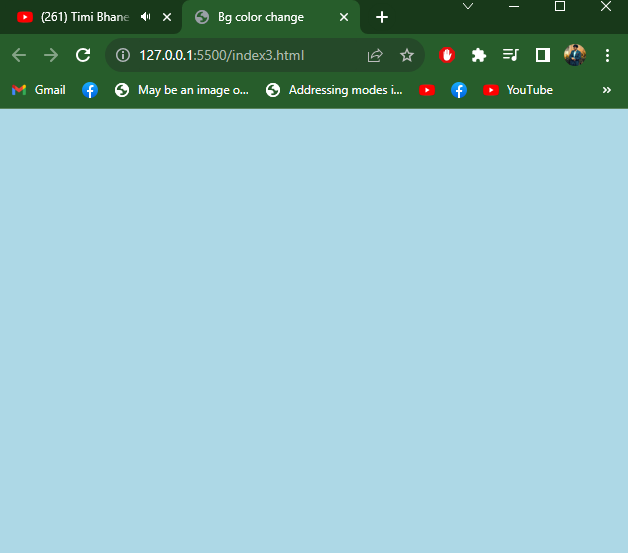 (261) Timi Bhane
Bg color change
127.0.0.1:5500/index3.html
Gmail
May be an image o...
Addressing modes i...
YouTube